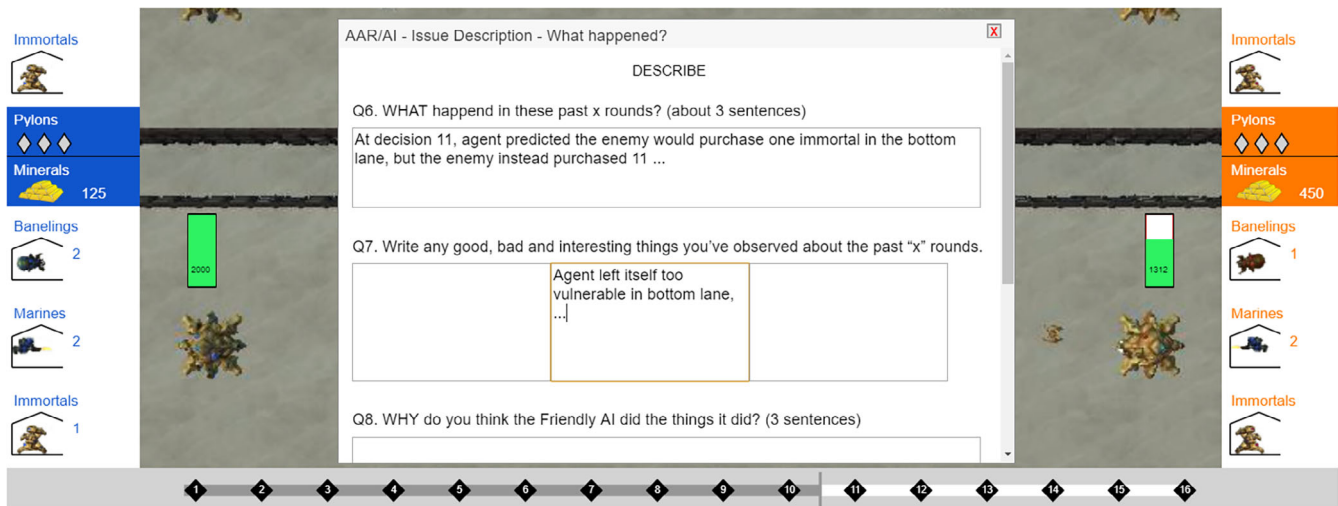 AAR/AI - Issue Description - What happened?
X
DESCRIBE
Q6. WHAT happend in these past x rounds? (about 3 sentences)
At decision 11, agent predicted the enemy would purchase one immortal in the bottom
lane, but the enemy instead purchased 11 ...
Q7. Write any good, bad and interesting things you've observed about the past “x” rounds.
Agent left itself too
vulnerable in bottom lane,
...
Q8. WHY do you think the Friendly AI did the things it did? (3 sentences)
Immortals
Pylons
Minerals
125
Banelings
2
Marines
2
Immortals
1
2000
1312
Immortals
Pylons
Minerals
450
Banelings
1
Marines
2
Immortals
1 2 3 4 5 6 7 8 9 10 11 12 13 14 15 16